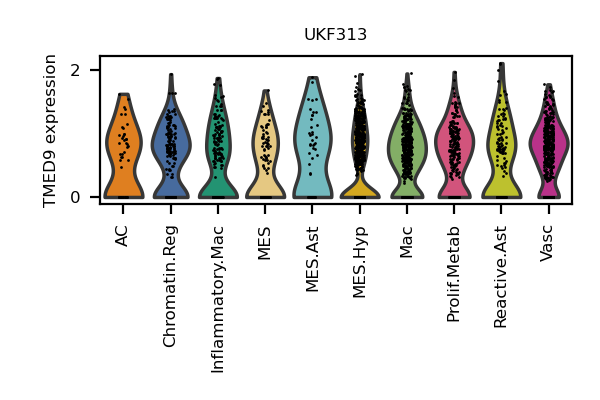 UKF313
TMED9 expression
2
0
AC
Chromatin.Reg
Inflammatory.Mac
MES
MES.Ast
MES.Hyp
Mac
Prolif.Metab
Reactive.Ast
Vasc